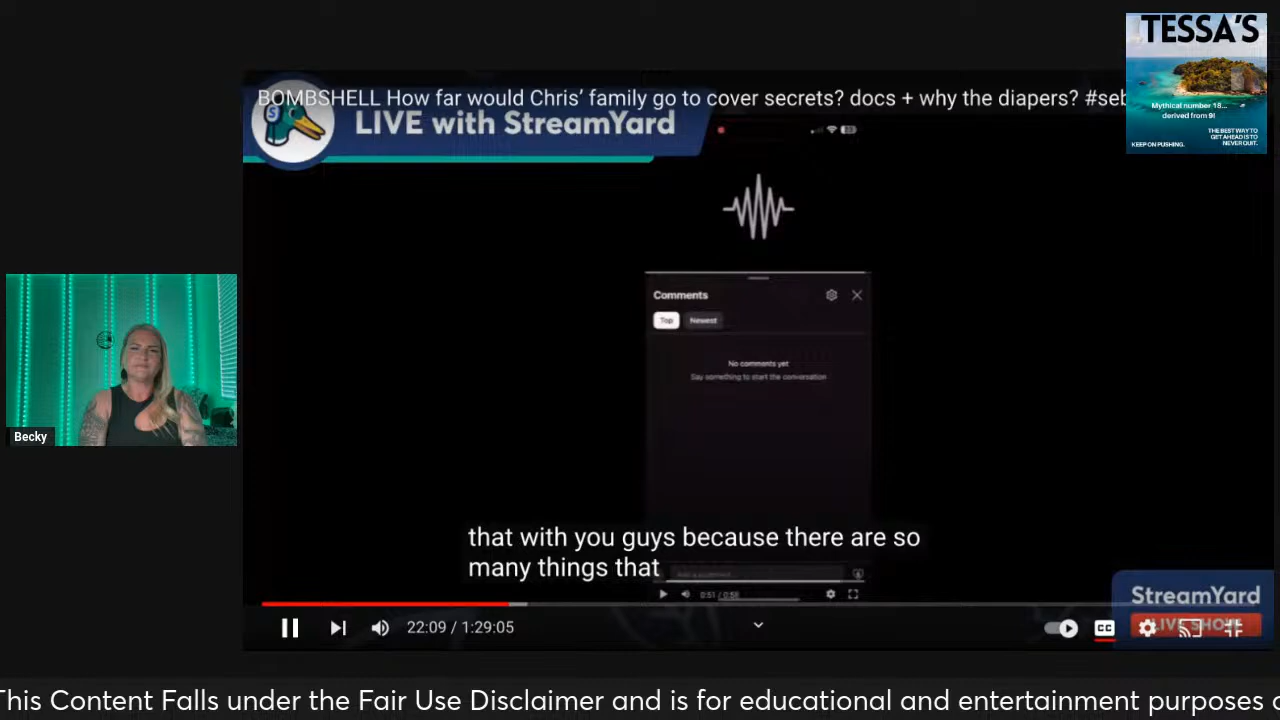 TESSA'S
Mythical number 18...
derived from 9!
THE BEST WAY TO
GET AHEAD IS TO
NEVER QUIT.
KEEP ON PUSHING.
BOMBSHELL How far would Chris' family go to cover secrets? docs + why the diapers? #seb
S
LIVE with StreamYard
Comments
Top
Newest
No comments yet
Say something to start the conversation
Becky
that with you guys because there are so
many things that
0:51 / 0:58
StreamYard
LIVE SHOW
22:09 / 1:29:05
CC
This Content Falls under the Fair Use Disclaimer and is for educational and entertainment purposes